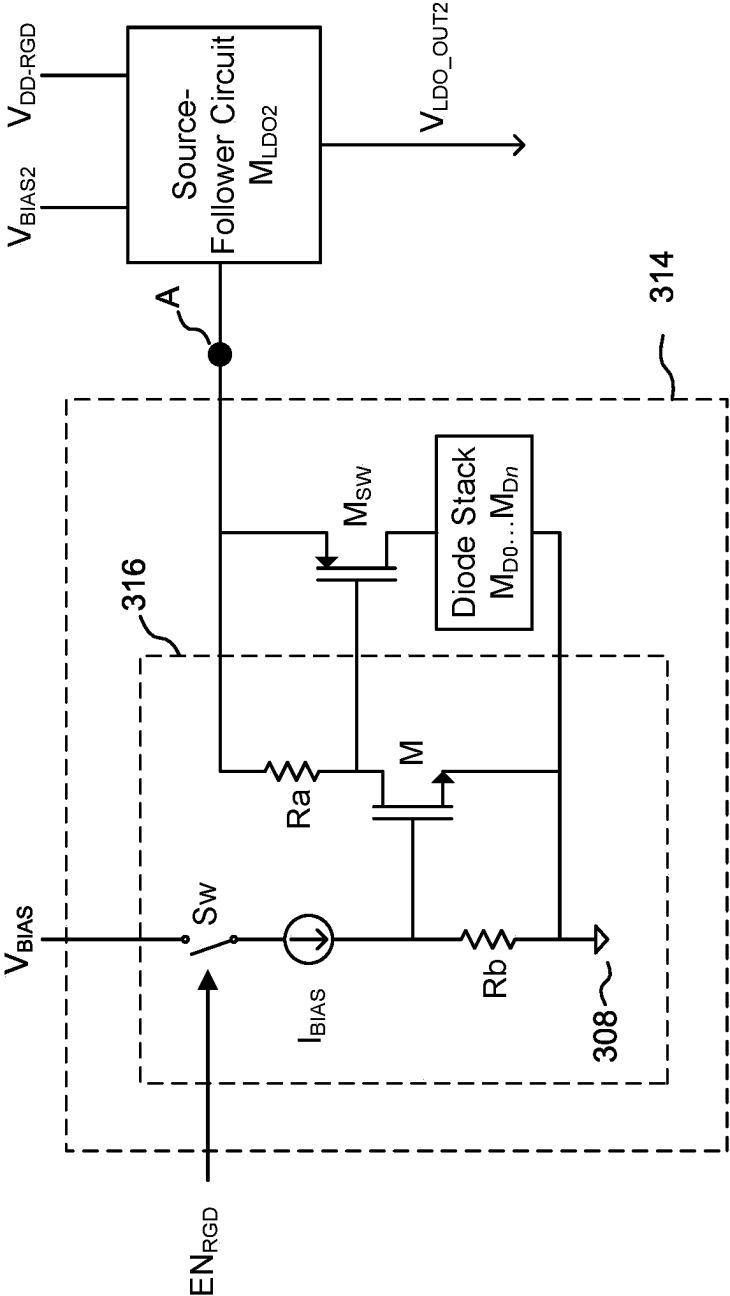 EN_RGD
V_BIAS
Sw
I_BIAS
Rb
308
316
Ra
M
M_SW
Diode Stack
M_D0...M_Dn
314
A
V_BIAS2
V_DD-RGD
Source-
Follower Circuit
M_LDO2
V_LDO_OUT2